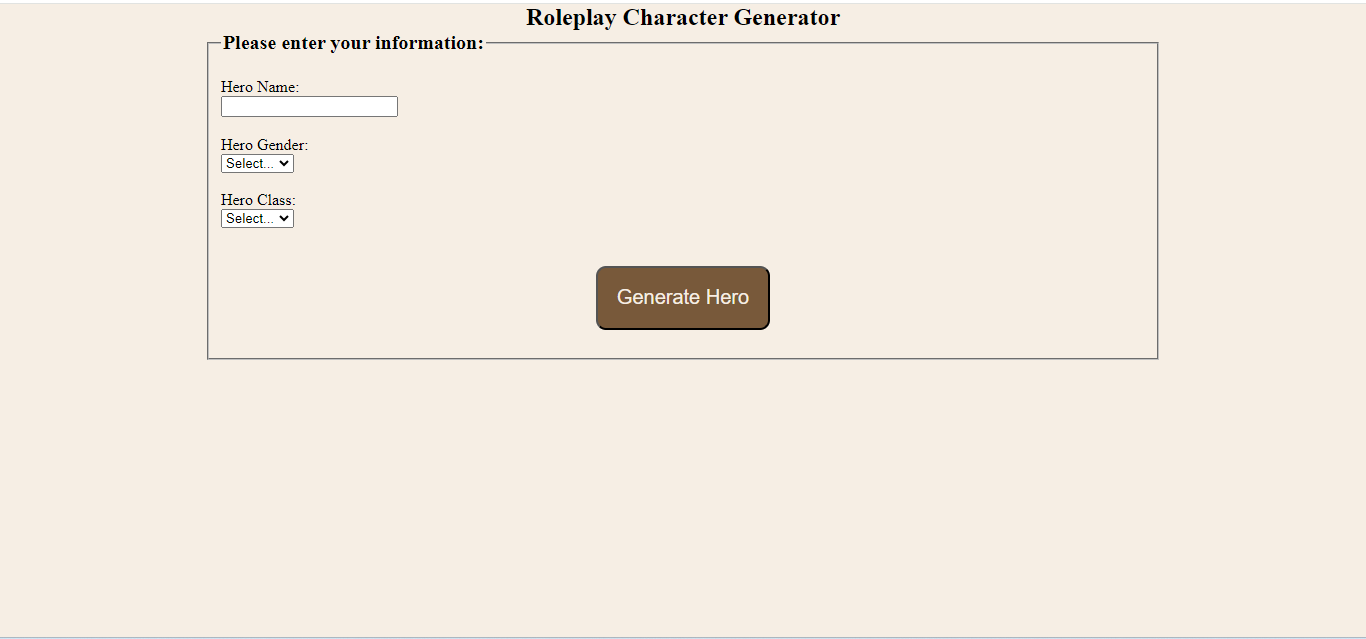 Roleplay Character Generator
Please enter your information:
Hero Name:
Hero Gender:
Select...
Hero Class:
Select...
Generate Hero